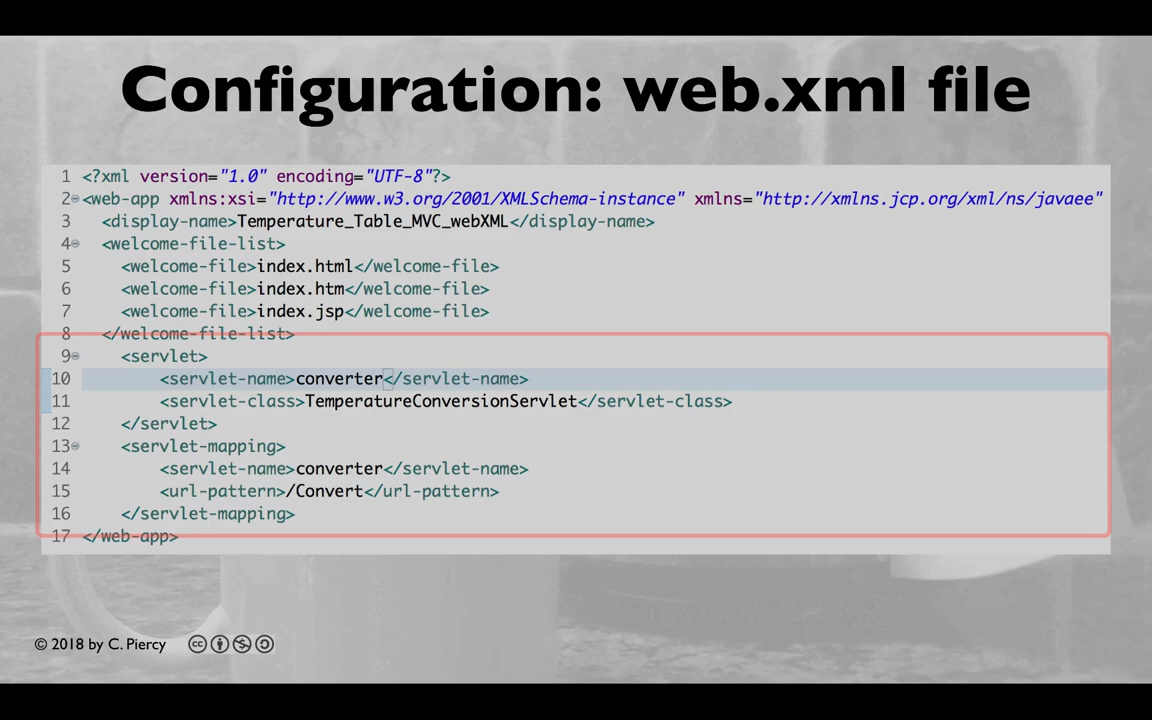 Configuration: web.xml file
1 <?xml version="1.0" encoding="UTF-8"?>
2 <web-app xmlns:xsi="http://www.w3.org/2001/XMLSchema-instance" xmlns="http://xmlns.jcp.org/xml/ns/javaee"
3   <display-name>Temperature_Table_MVC_webXML</display-name>
4   <welcome-file-list>
5     <welcome-file>index.html</welcome-file>
6     <welcome-file>index.htm</welcome-file>
7     <welcome-file>index.jsp</welcome-file>
8   </welcome-file-list>
9     <servlet>
10         <servlet-name>converter</servlet-name>
11         <servlet-class>TemperatureConversionServlet</servlet-class>
12     </servlet>
13     <servlet-mapping>
14         <servlet-name>converter</servlet-name>
15         <url-pattern>/Convert</url-pattern>
16     </servlet-mapping>
17 </web-app>
© 2018 by C. Piercy